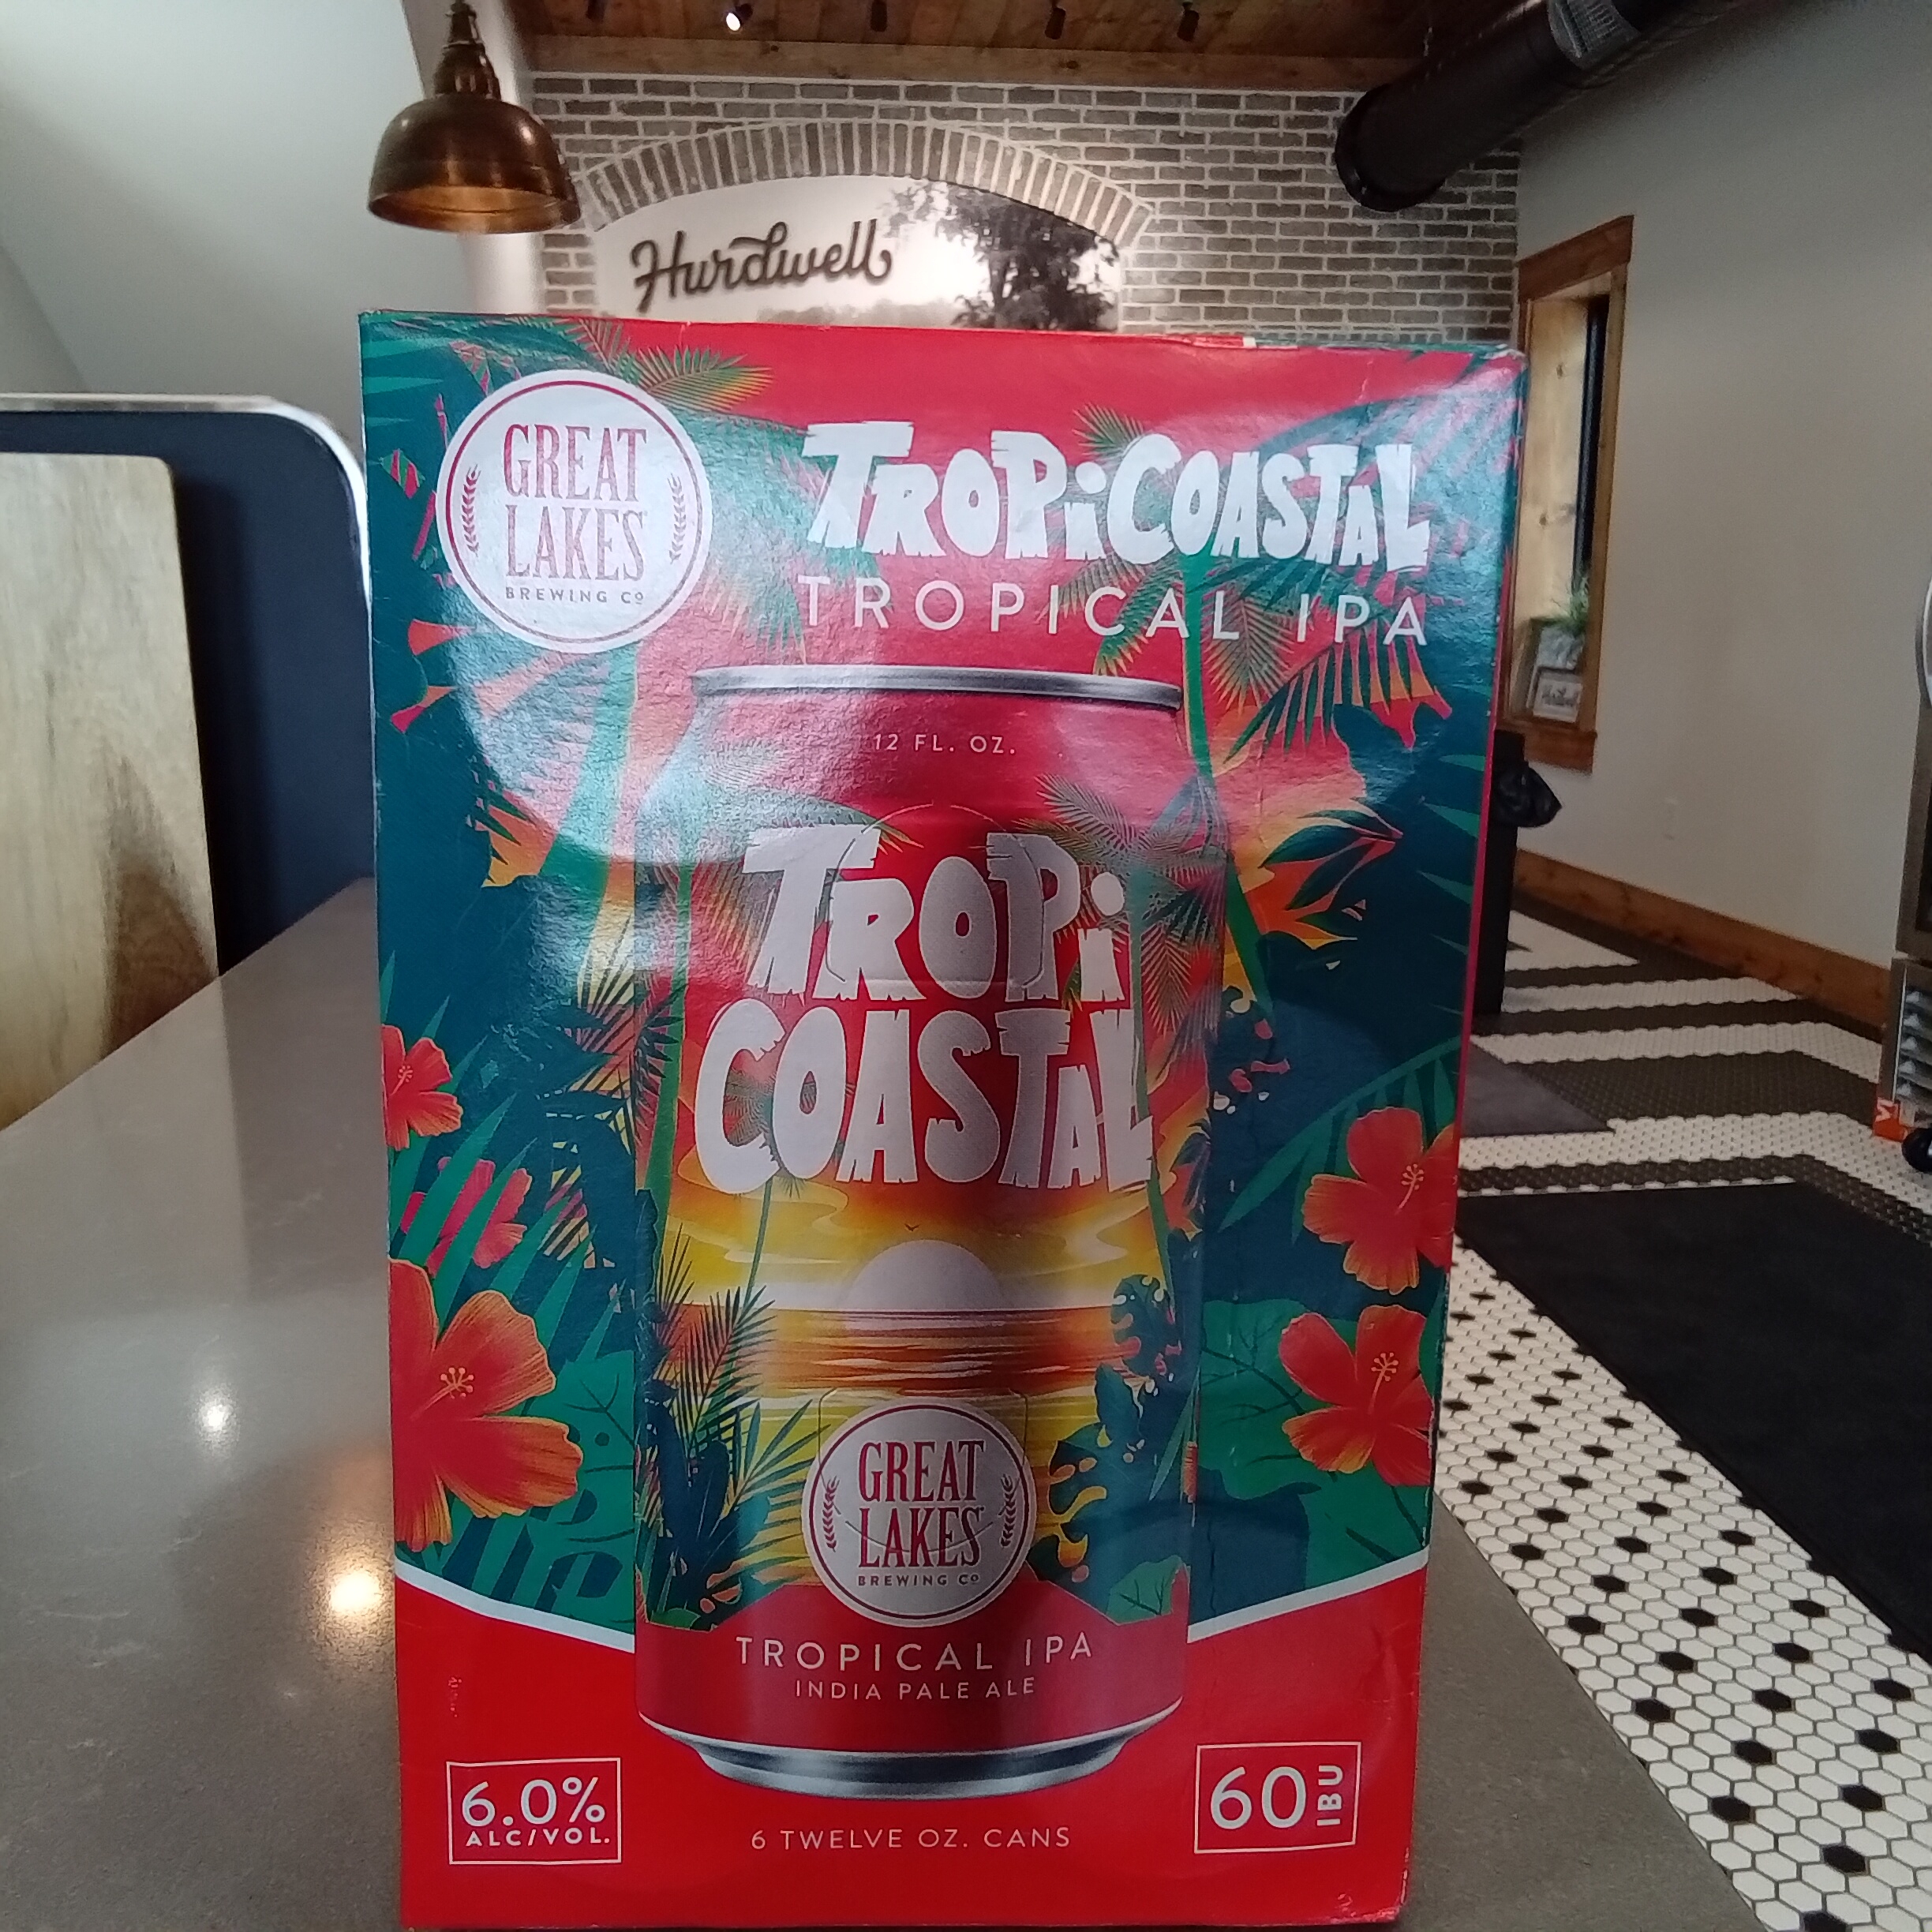 Hurdwell
GREAT
LAKES
BREWING CO
TROPiCOASTAL
TROPICAL IPA
12 FL. OZ.
TROPi
COASTAL
GREAT
LAKES
BREWING CO
TROPICAL IPA
INDIA PALE ALE
6.0%
ALC/VOL.
6 TWELVE OZ. CANS
60 IBU